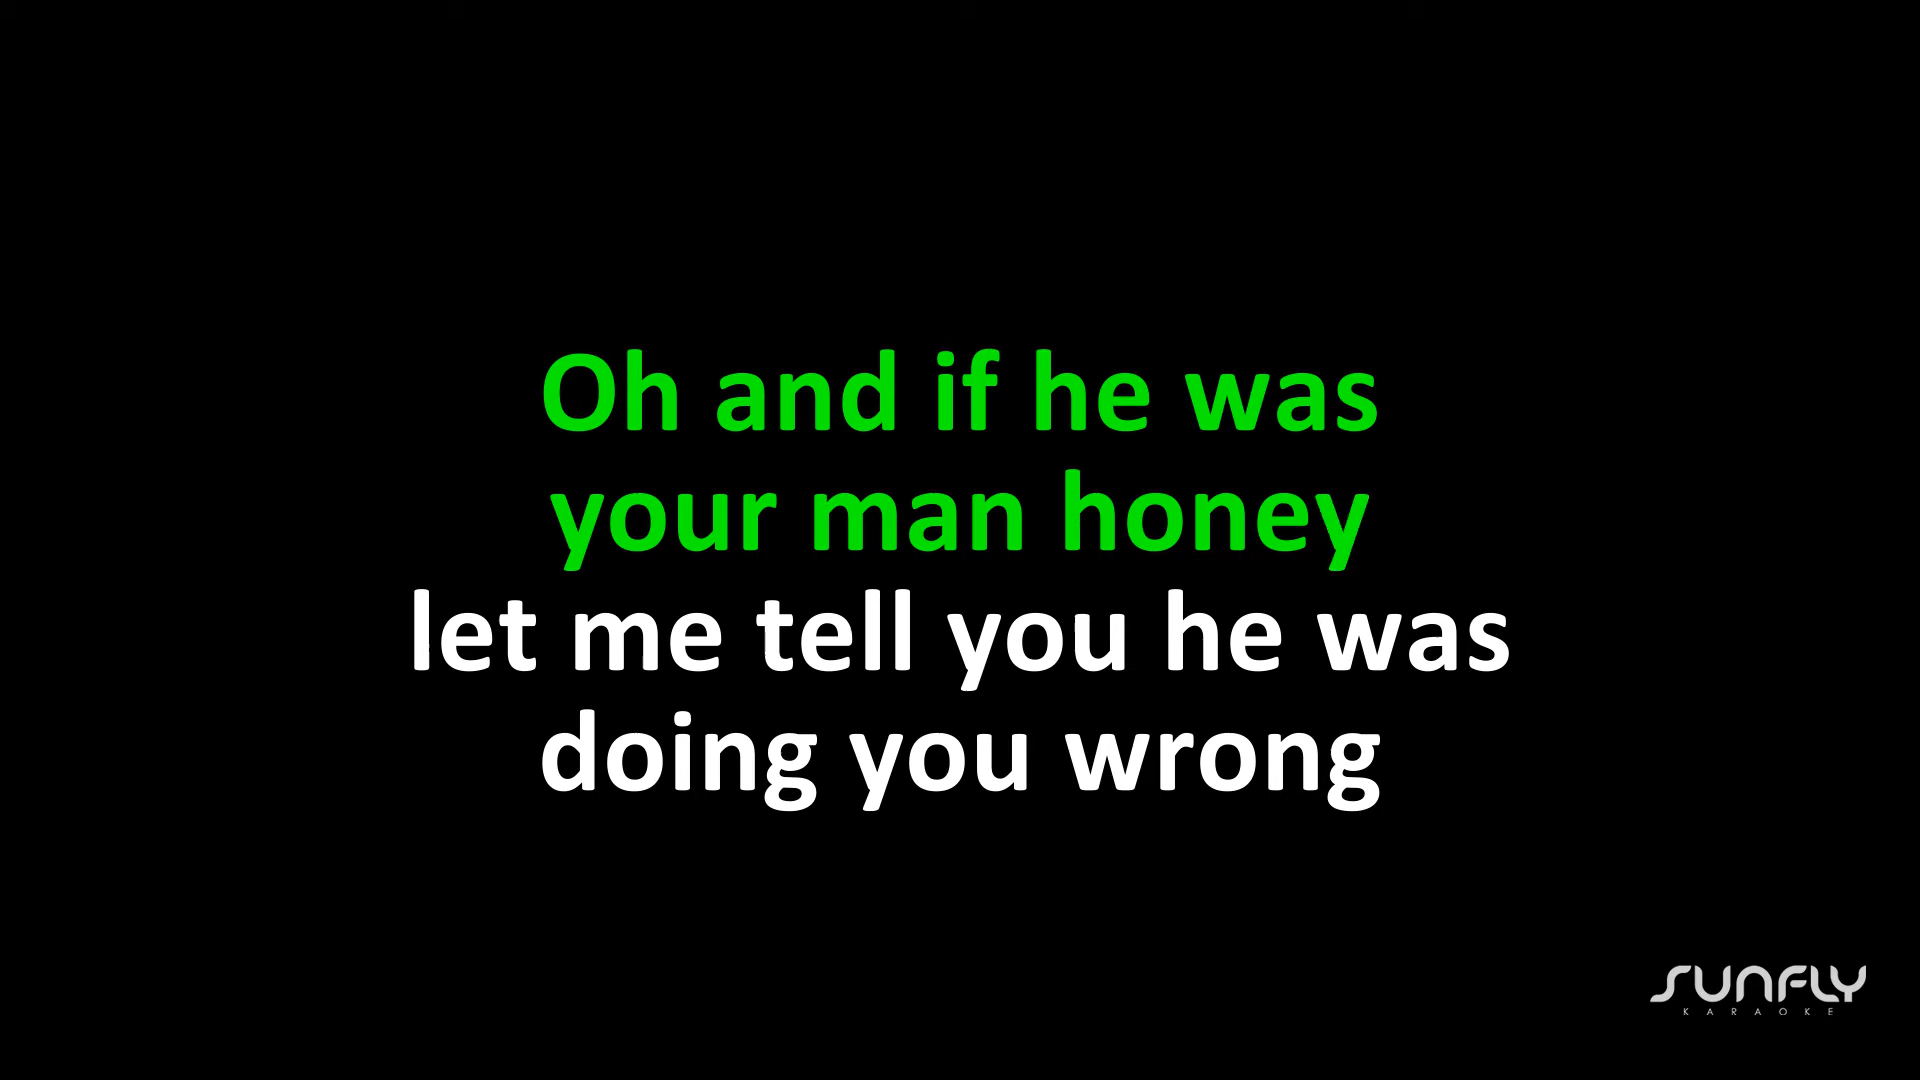 Oh and if he was
your man honey
let me tell you he was
doing you wrong
SUNFLY
KARAOKE